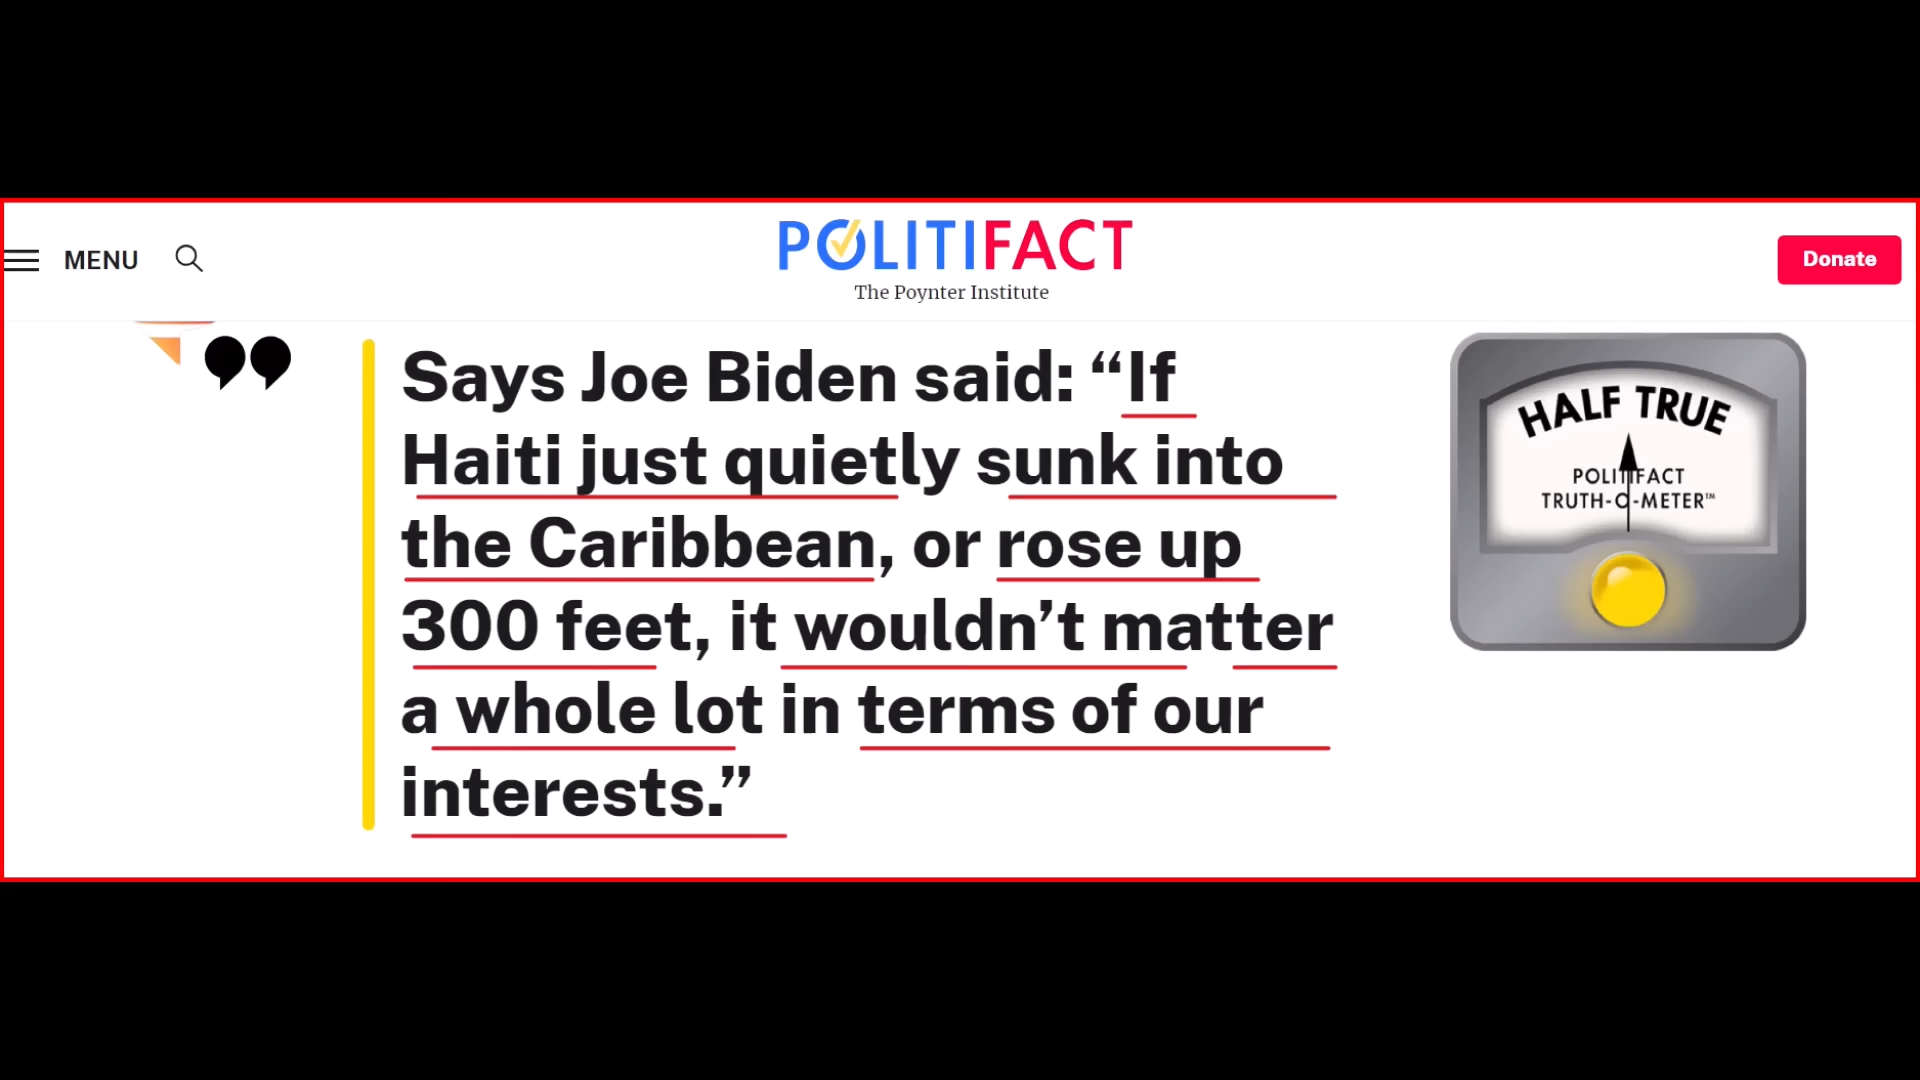 MENU
POLITIFACT
The Poynter Institute
Donate
Says Joe Biden said: “If
Haiti just quietly sunk into
the Caribbean, or rose up
300 feet, it wouldn’t matter
a whole lot in terms of our
interests.”
HALF TRUE
POLITIFACT
TRUTH-O-METER™